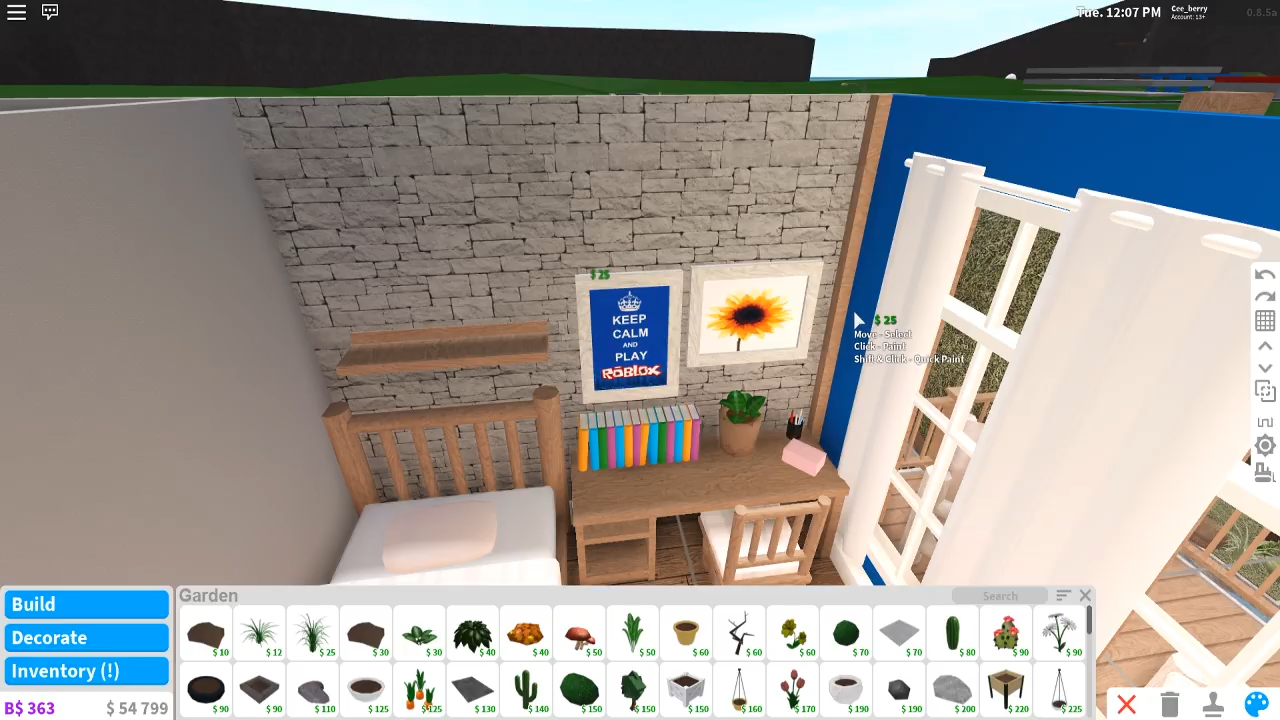 Tue. 12:07 PM
Cee_berry
Account: 13+
0.8.5a
$ 25
KEEP
CALM
AND
PLAY
ROBLOX
$ 25
Move - Select
Click - Paint
Shift & Click - Quick Paint
Build
Decorate
Inventory (!)
B$ 363
$ 54 799
Garden
Search
$ 10
$ 12
$ 25
$ 30
$ 30
$ 40
$ 40
$ 50
$ 50
$ 60
$ 60
$ 60
$ 70
$ 70
$ 80
$ 90
$ 90
$ 90
$ 90
$ 110
$ 125
$ 125
$ 130
$ 140
$ 150
$ 150
$ 150
$ 160
$ 170
$ 190
$ 190
$ 200
$ 220
$ 225